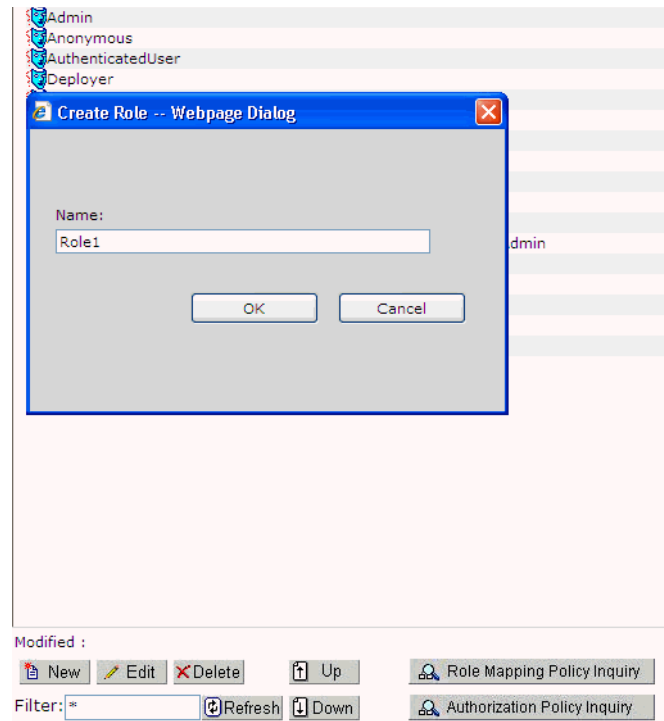 Admin
Anonymous
AuthenticatedUser
Deployer
Create Role -- Webpage Dialog
Name:
Role1
dmin
OK Cancel
Modified :
New Edit Delete Up Role Mapping Policy Inquiry
Filter: * Refresh Down Authorization Policy Inquiry